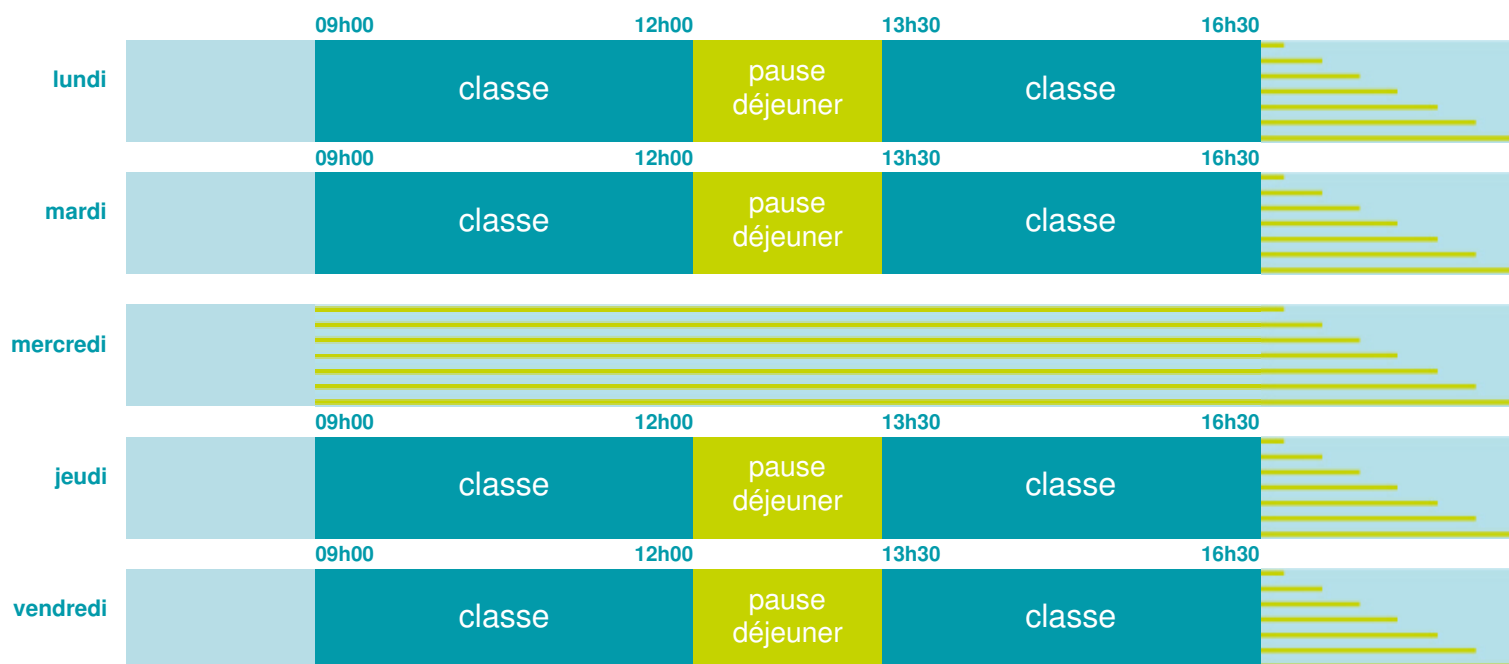 09h00 12h00 13h30 16h30
lundi classe pause déjeuner classe
09h00 12h00 13h30 16h30
mardi classe pause déjeuner classe
mercredi
09h00 12h00 13h30 16h30
jeudi classe pause déjeuner classe
09h00 12h00 13h30 16h30
vendredi classe pause déjeuner classe